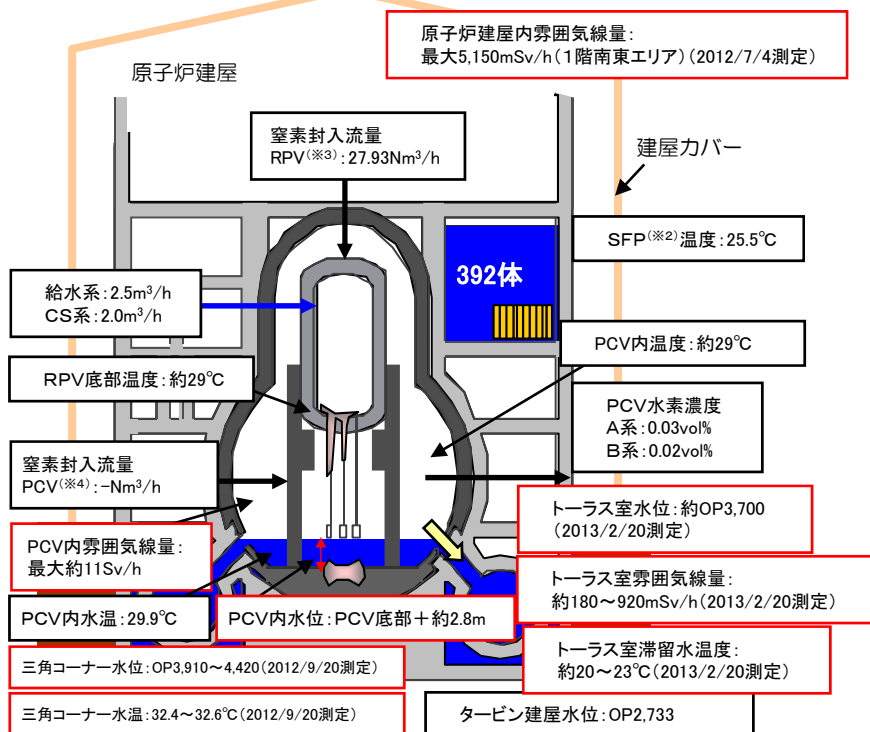 原子炉建屋内雰囲気線量:
最大5,150mSv/h(1階南東エリア)(2012/7/4測定)
原子炉建屋
窒素封入流量
RPV(※3):27.93Nm³/h
建屋カバー
SFP(※2)温度:25.5℃
392体
給水系:2.5m³/h
CS系:2.0m³/h
PCV内温度:約29℃
RPV底部温度:約29℃
PCV水素濃度
A系:0.03vol%
B系:0.02vol%
窒素封入流量
PCV(※4):-Nm³/h
トーラス室水位:約OP3,700
(2013/2/20測定)
PCV内雰囲気線量:
最大約11Sv/h
トーラス室雰囲気線量:
約180~920mSv/h(2013/2/20測定)
PCV内水温:29.9℃
PCV内水位:PCV底部+約2.8m
トーラス室滞留水温度:
約20~23℃(2013/2/20測定)
三角コーナー水位:OP3,910~4,420(2012/9/20測定)
三角コーナー水温:32.4~32.6℃(2012/9/20測定)
タービン建屋水位:OP2,733